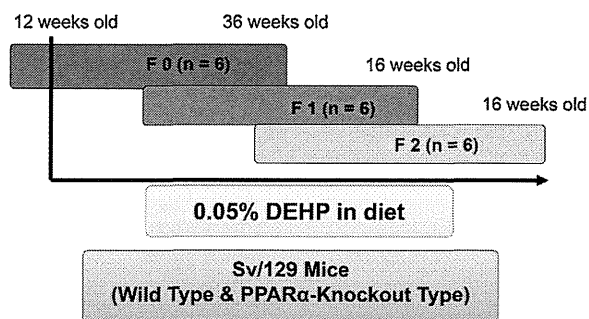 12 weeks old
36 weeks old
F 0 (n = 6)
16 weeks old
F 1 (n = 6)
16 weeks old
F 2 (n = 6)
0.05% DEHP in diet
Sv/129 Mice
(Wild Type & PPARα-Knockout Type)